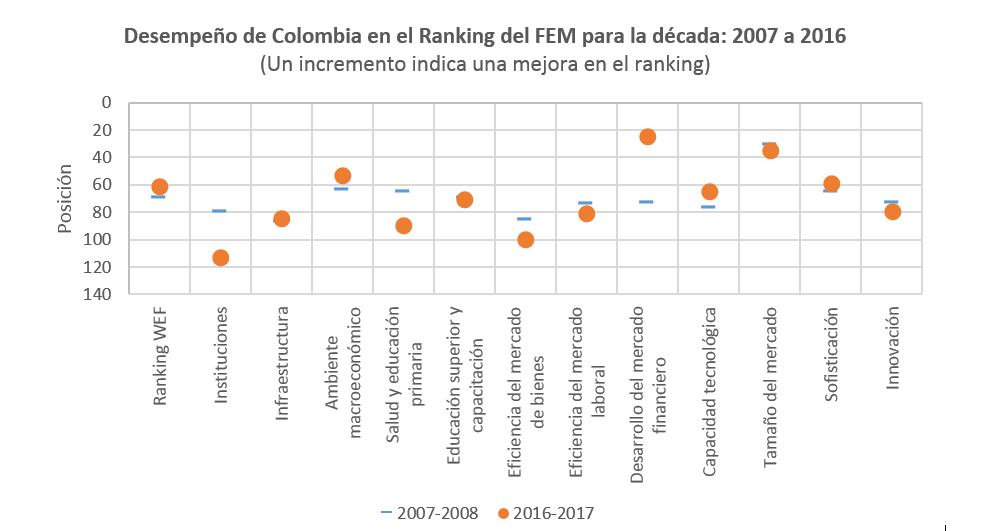 Desempeño de Colombia en el Ranking del FEM para la década: 2007 a 2016
(Un incremento indica una mejora en el ranking)
Posición
0
20
40
60
80
100
120
140
Ranking WEF
Instituciones
Infraestructura
Ambiente
macroeconómico
Salud y educación
primaria
Educación superior y
capacitación
Eficiencia del mercado
de bienes
Eficiencia del mercado
laboral
Desarrollo del mercado
financiero
Capacidad tecnológica
Tamaño del mercado
Sofisticación
Innovación
2007-2008
2016-2017